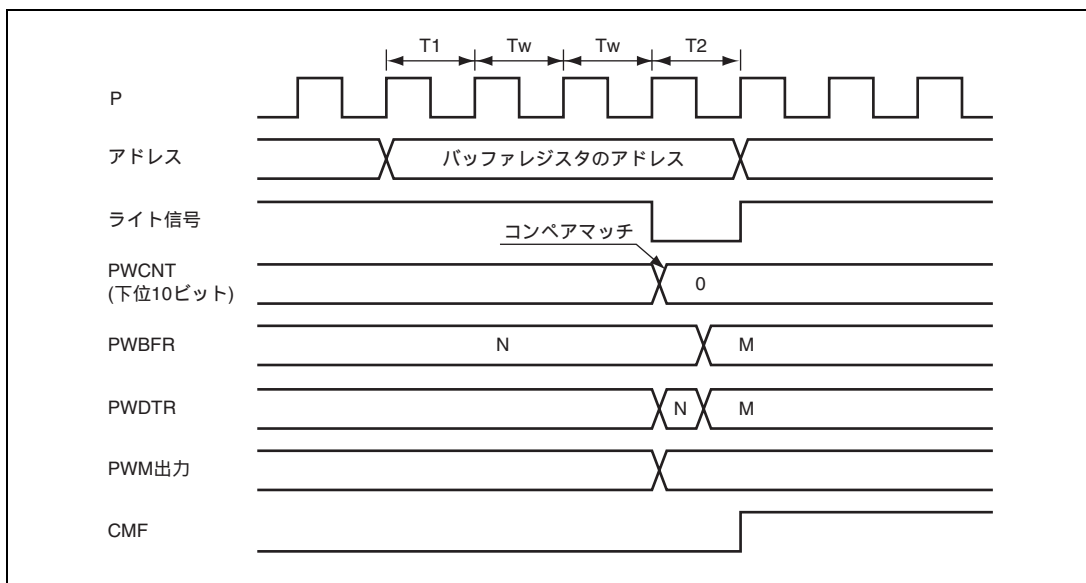 T1 Tw Tw T2
P
アドレス バッファレジスタのアドレス
ライト信号
コンペアマッチ
PWCNT
(下位10ビット) 0
PWBFR N M
PWDTR N M
PWM出力
CMF